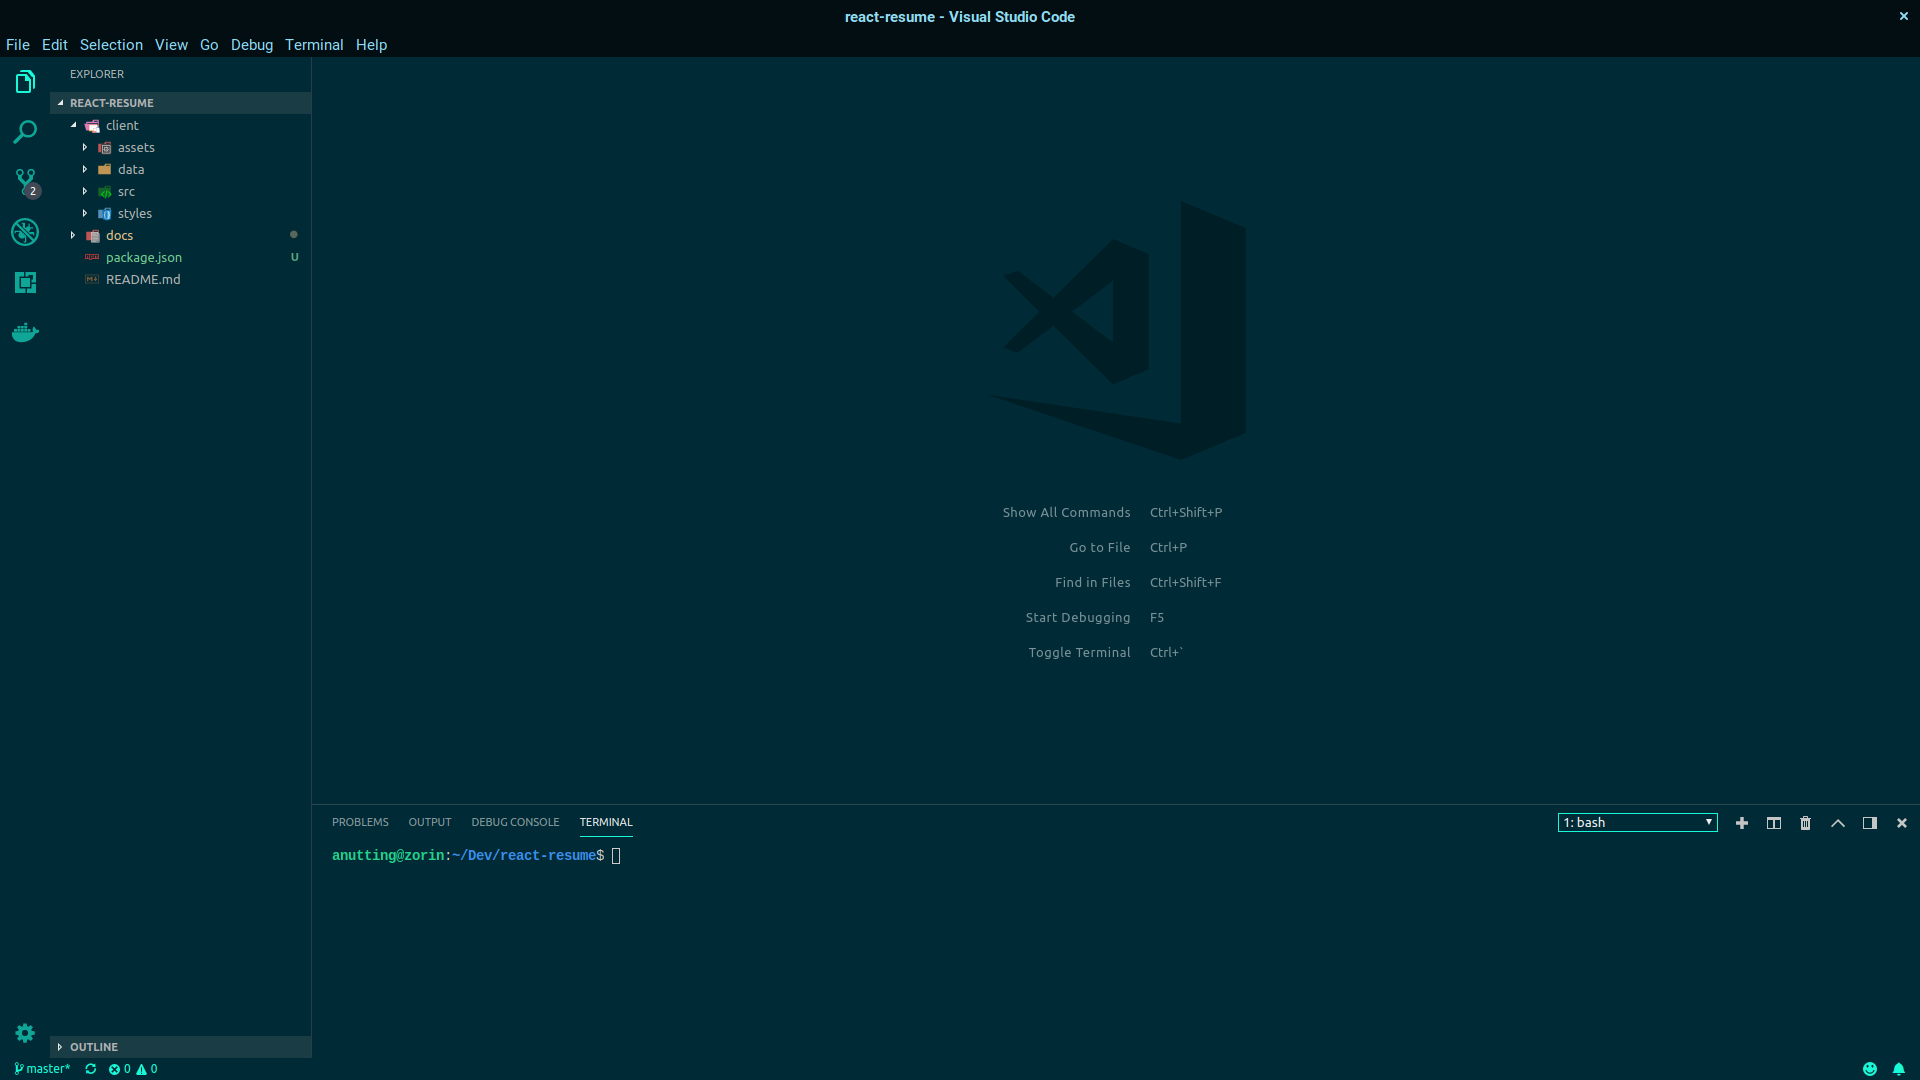 react-resume - Visual Studio Code
File Edit Selection View Go Debug Terminal Help
EXPLORER
REACT-RESUME
client
assets
data
src
styles
docs
package.json U
README.md
2
Show All Commands Ctrl+Shift+P
Go to File Ctrl+P
Find in Files Ctrl+Shift+F
Start Debugging F5
Toggle Terminal Ctrl+`
PROBLEMS OUTPUT DEBUG CONSOLE TERMINAL 1: bash
anutting@zorin:~/Dev/react-resume$
OUTLINE
master* 0 0